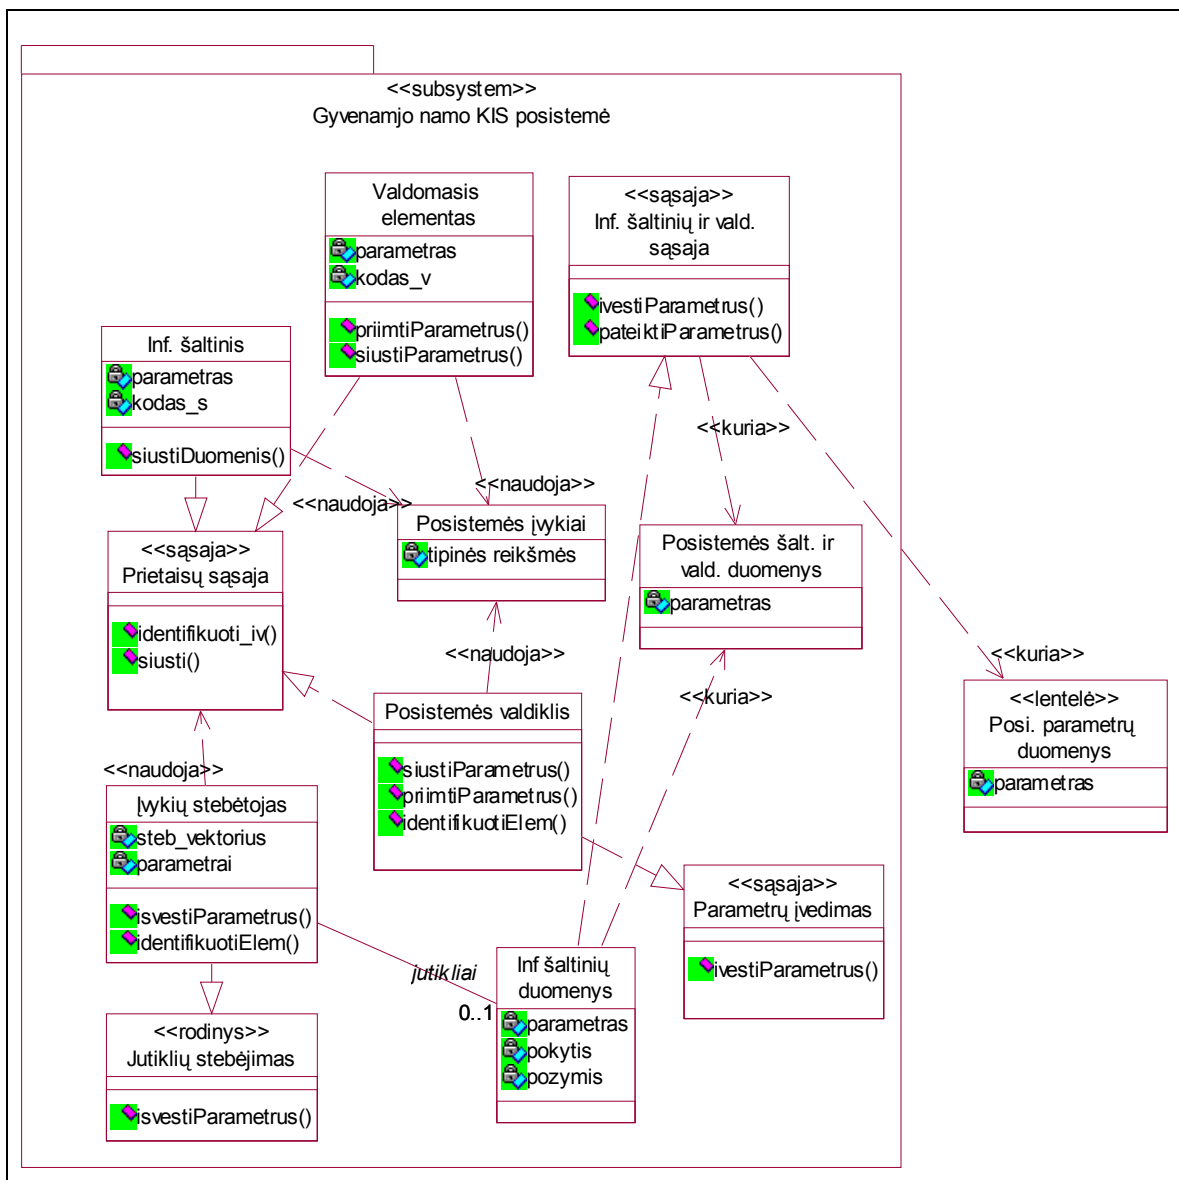 <<subsystem>>
Gyvenamjo namo KIS posistemė
Valdomasis
elementas
parametras
kodas_v
priimtiParametrus()
siustiParametrus()
<<sąsaja>>
Inf. šaltinių ir vald.
sąsaja
ivestiParametrus()
pateiktiParametrus()
Inf. šaltinis
parametras
kodas_s
siustiDuomenis()
<<kuria>>
<<naudoja>>
<<naudoja>>
<<sąsaja>>
Prietaisų sąsaja
identifikuoti_iv()
siusti()
Posistemės įvykiai
tipinės reikšmės
Posistemės šalt. ir
vald. duomenys
parametras
<<naudoja>>
<<kuria>>
<<kuria>>
<<lentelė>>
Posi. parametrų
duomenys
parametras
Posistemės valdiklis
siustiParametrus()
priimtiParametrus()
identifikuotiElem()
<<naudoja>>
Įvykių stebėtojas
steb_vektorius
parametrai
isvestiParametrus()
identifikuotiElem()
<<sąsaja>>
Parametrų įvedimas
ivestiParametrus()
jutikliai
0..1
Inf šaltinių
duomenys
parametras
pokytis
pozymis
<<rodinys>>
Jutiklių stebėjimas
isvestiParametrus()